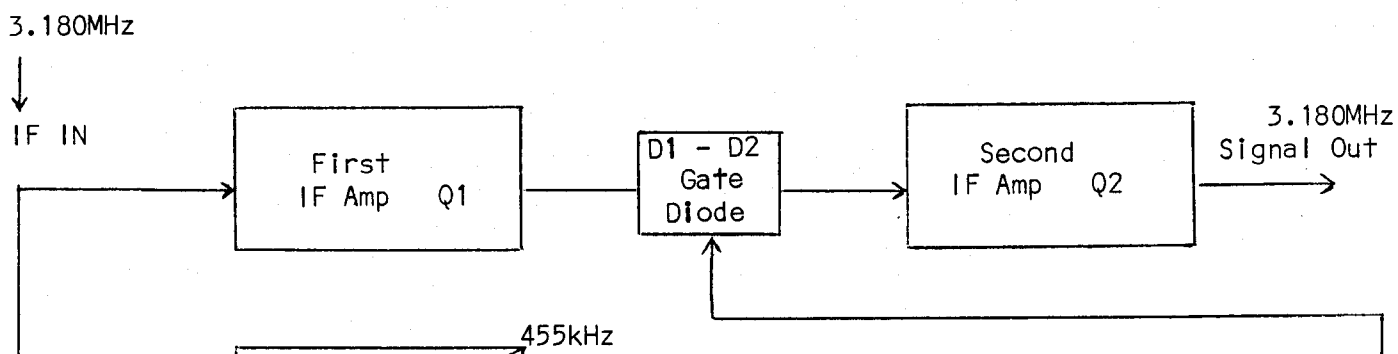 3.180MHz
IF IN
First
IF Amp Q1
D1 - D2
Gate
Diode
Second
IF Amp Q2
3.180MHz
Signal Out
455kHz